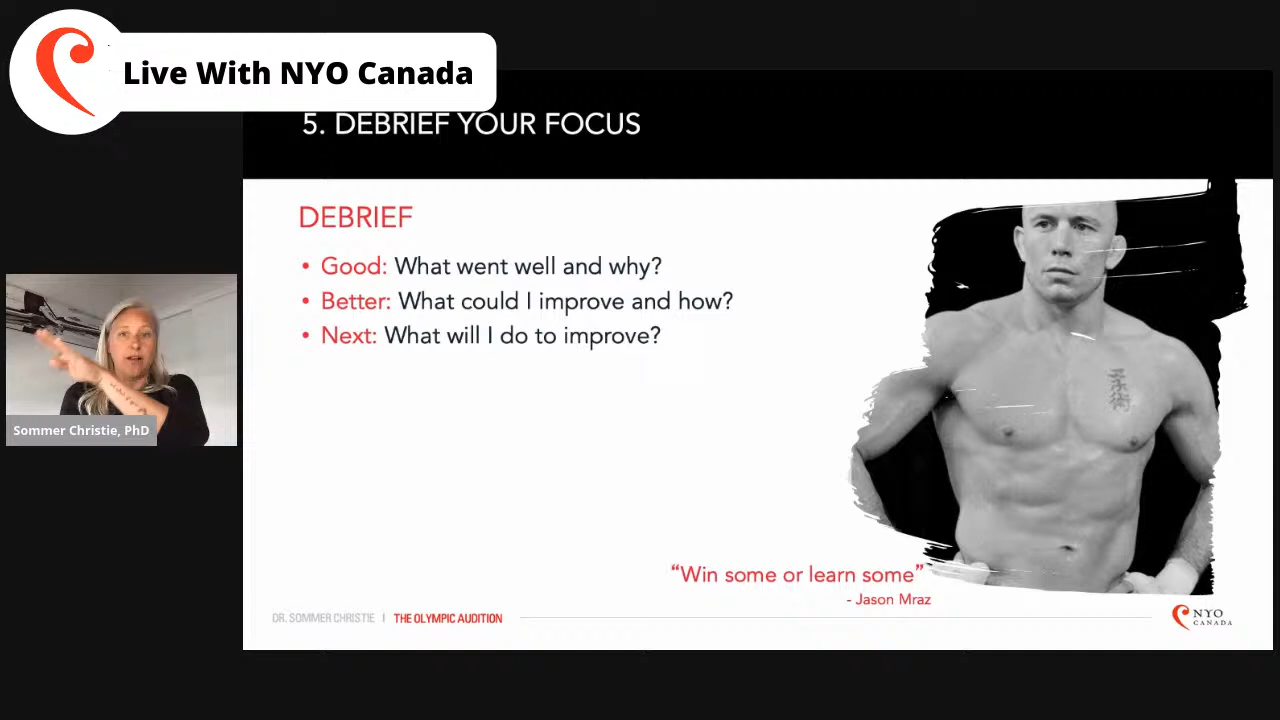 Live With NYO Canada
5. DEBRIEF YOUR FOCUS
DEBRIEF
• Good: What went well and why?
• Better: What could I improve and how?
• Next: What will I do to improve?
Sommer Christie, PhD
“Win some or learn some”
- Jason Mraz
DR. SOMMER CHRISTIE | THE OLYMPIC AUDITION
NYO
CANADA